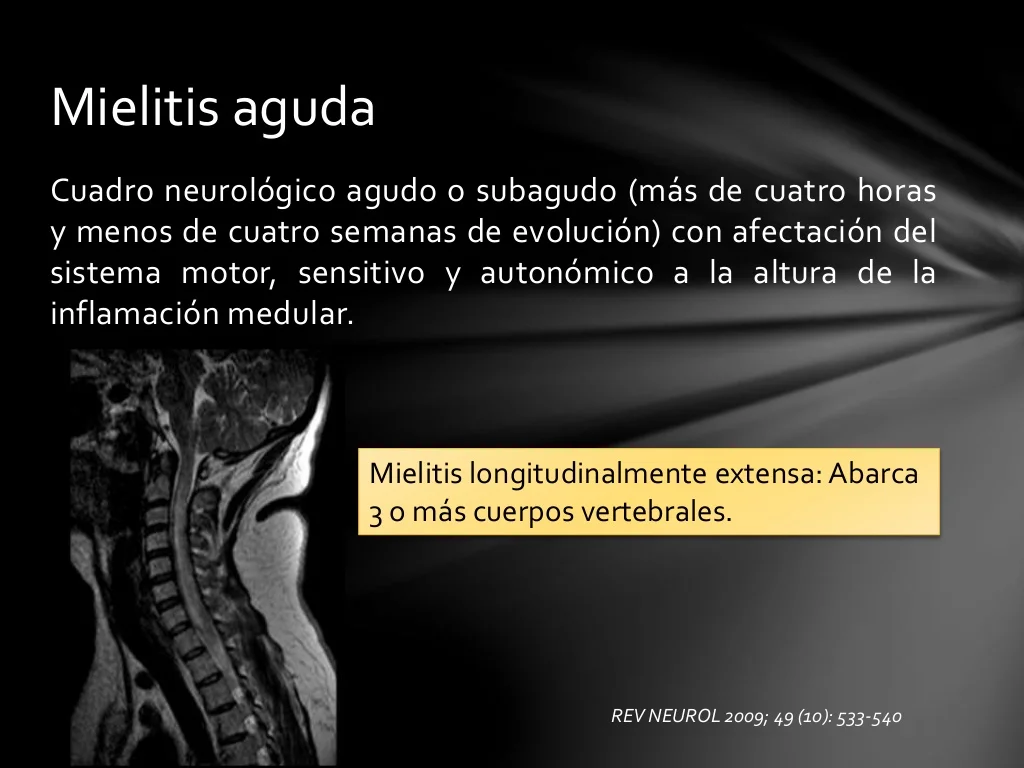 Mielitis aguda
Cuadro neurológico agudo o subagudo (más de cuatro horas
y menos de cuatro semanas de evolución) con afectación del
sistema motor, sensitivo y autonómico a la altura de la
inflamación medular.
Mielitis longitudinalmente extensa: Abarca
3 o más cuerpos vertebrales.
REV NEUROL 2009; 49 (10): 533-540